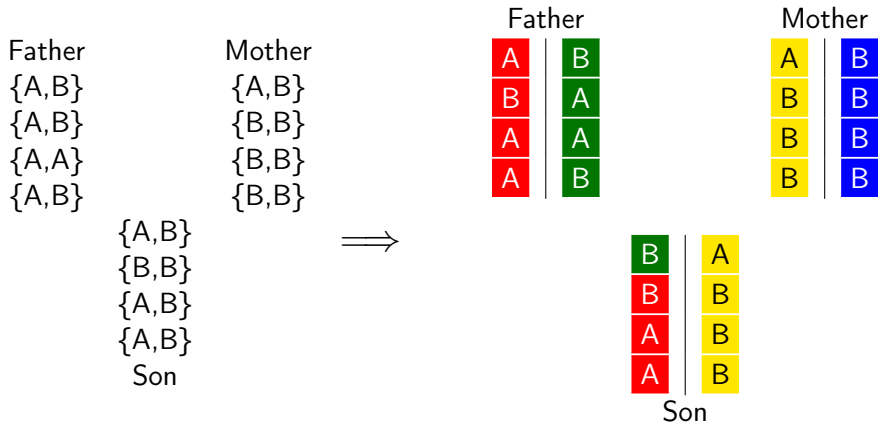 Father Mother
{A,B} {A,B}
{A,B} {B,B}
{A,A} {B,B}
{A,B} {B,B}
{A,B}
{B,B}
{A,B}
{A,B}
Son
⟹
Father Mother
A B A B
B A B B
A A B B
A B B B
B A
B B
A B
A B
Son